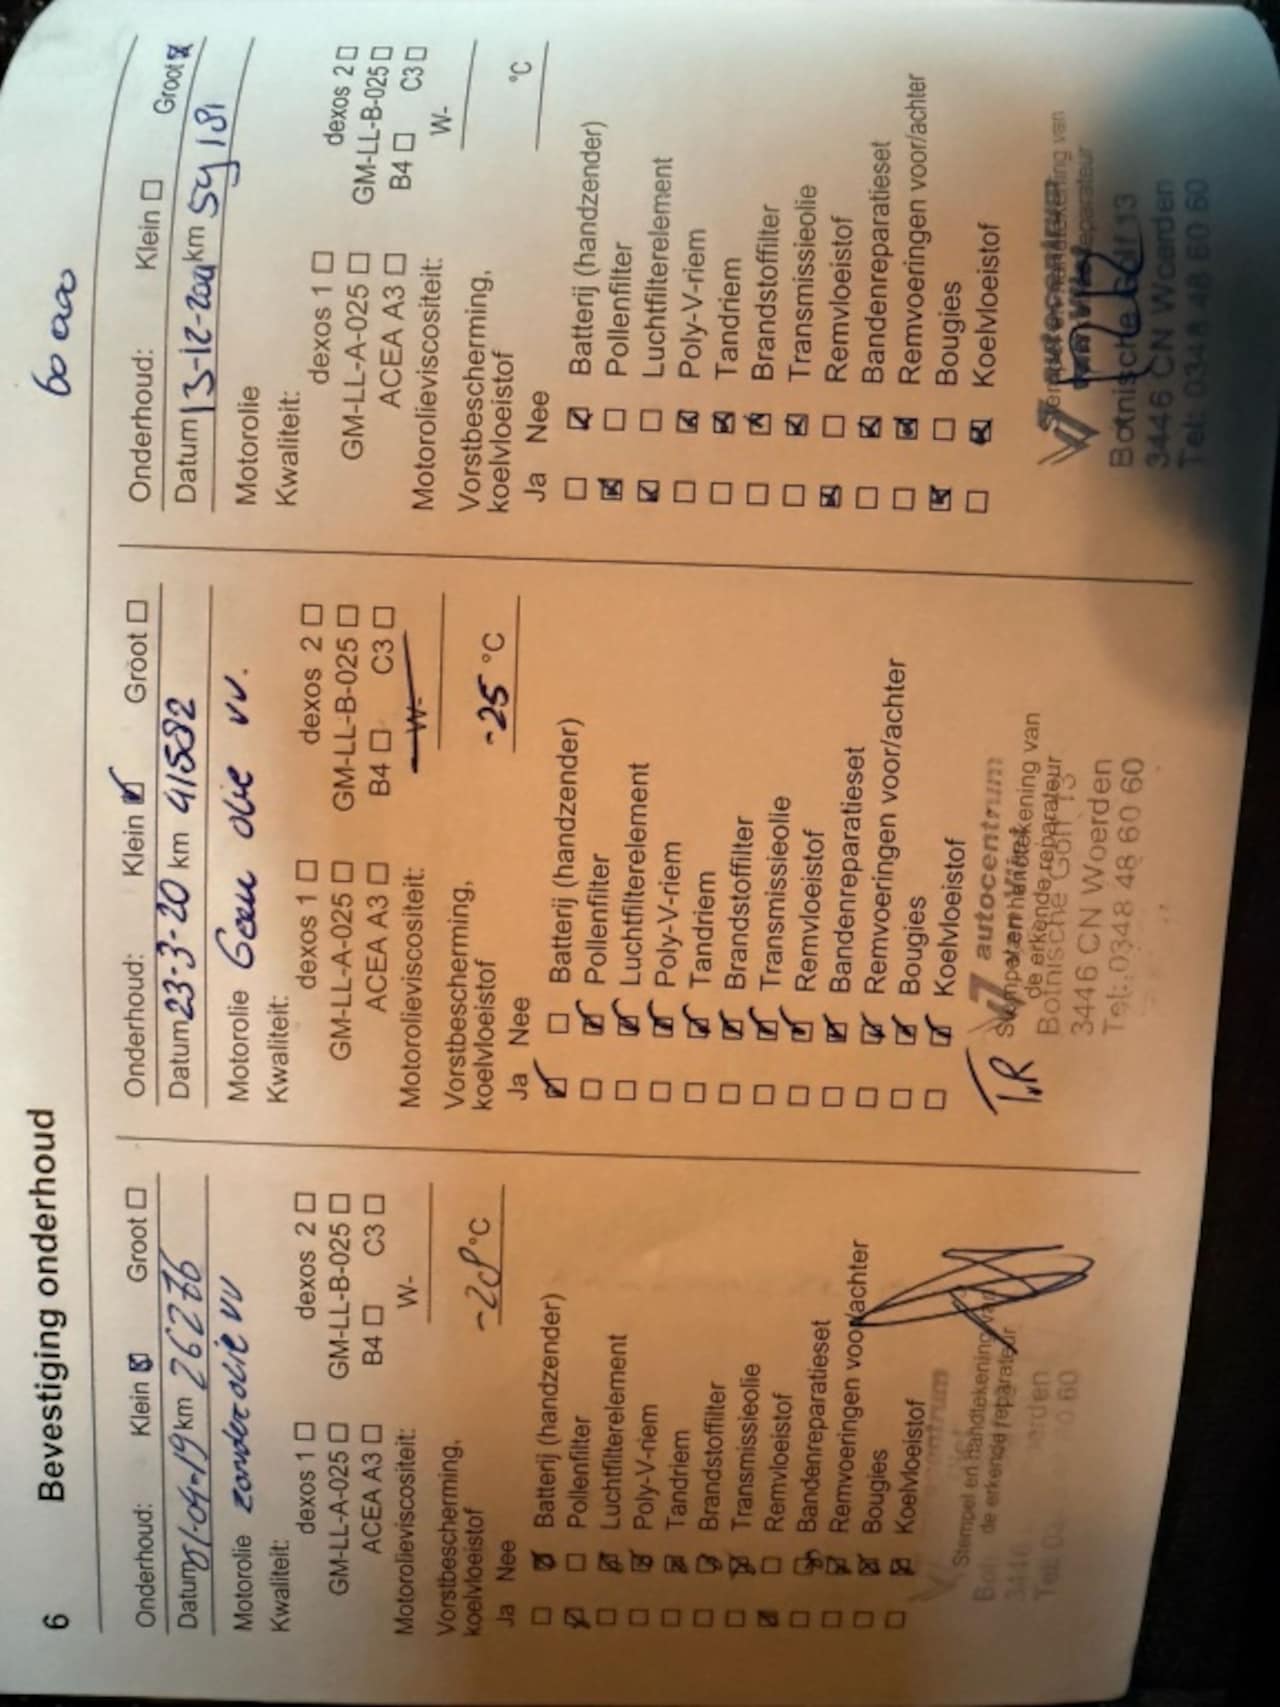 6 Bevestiging onderhoud
Onderhoud: Klein ☒ Groot ☐
Datum 01-04-19 km 26276
Motorolie zonder olie vv
Kwaliteit:
dexos 1 ☐ dexos 2 ☐
GM-LL-A-025 ☐ GM-LL-B-025 ☐
ACEA A3 ☐ B4 ☐ C3 ☐
Motorolieviscositeit: W-
Vorstbescherming,
koelvloeistof °C
Ja Nee
☐ ☒ Batterij (handzender)
☒ ☐ Pollenfilter
☐ ☒ Luchtfilterelement
☐ ☒ Poly-V-riem
☐ ☒ Tandriem
☐ ☒ Brandstoffilter
☐ ☒ Transmissieolie
☒ ☐ Remvloeistof
☐ ☒ Bandenreparatieset
☐ ☒ Remvoeringen voor/achter
☐ ☒ Bougies
☐ ☒ Koelvloeistof
Stempel en handtekening van
de erkende reparateur
Onderhoud: Klein ☒ Groot ☐
Datum 23-3-20 km 41582
Motorolie Geen olie vv.
Kwaliteit:
dexos 1 ☐ dexos 2 ☐
GM-LL-A-025 ☐ GM-LL-B-025 ☐
ACEA A3 ☐ B4 ☐ C3 ☐
Motorolieviscositeit: W-
Vorstbescherming,
koelvloeistof -25 °C
Ja Nee
☒ ☐ Batterij (handzender)
☐ ☒ Pollenfilter
☐ ☒ Luchtfilterelement
☐ ☒ Poly-V-riem
☐ ☒ Tandriem
☐ ☒ Brandstoffilter
☐ ☒ Transmissieolie
☐ ☒ Remvloeistof
☐ ☒ Bandenreparatieset
☐ ☒ Remvoeringen voor/achter
☐ ☒ Bougies
☐ ☒ Koelvloeistof
autocentrum
Stempel en handtekening van
de erkende reparateur
Botnische Golf 13
3446 CN Woerden
Tel: 0348 48 60 60
60 000
Onderhoud: Klein ☐ Groot ☒
Datum 13-12-2021 km 59181
Motorolie
Kwaliteit:
dexos 1 ☐ dexos 2 ☐
GM-LL-A-025 ☐ GM-LL-B-025 ☐
ACEA A3 ☐ B4 ☐ C3 ☐
Motorolieviscositeit: W-
Vorstbescherming,
koelvloeistof °C
Ja Nee
☐ ☒ Batterij (handzender)
☒ ☐ Pollenfilter
☒ ☐ Luchtfilterelement
☐ ☒ Poly-V-riem
☐ ☒ Tandriem
☐ ☒ Brandstoffilter
☐ ☒ Transmissieolie
☒ ☐ Remvloeistof
☐ ☒ Bandenreparatieset
☐ ☒ Remvoeringen voor/achter
☒ ☐ Bougies
☐ ☒ Koelvloeistof
Botnische Golf 13
3446 CN Woerden
Tel: 0348 48 60 60